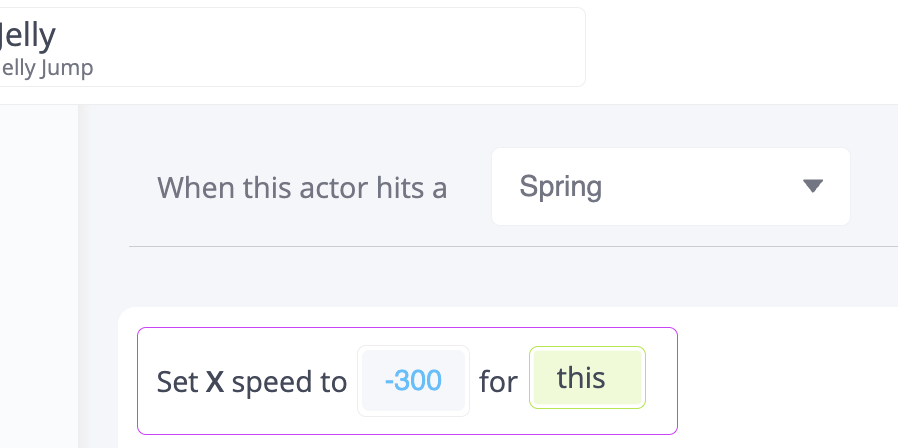 Jelly
elly Jump
When this actor hits a Spring
Set X speed to -300 for this